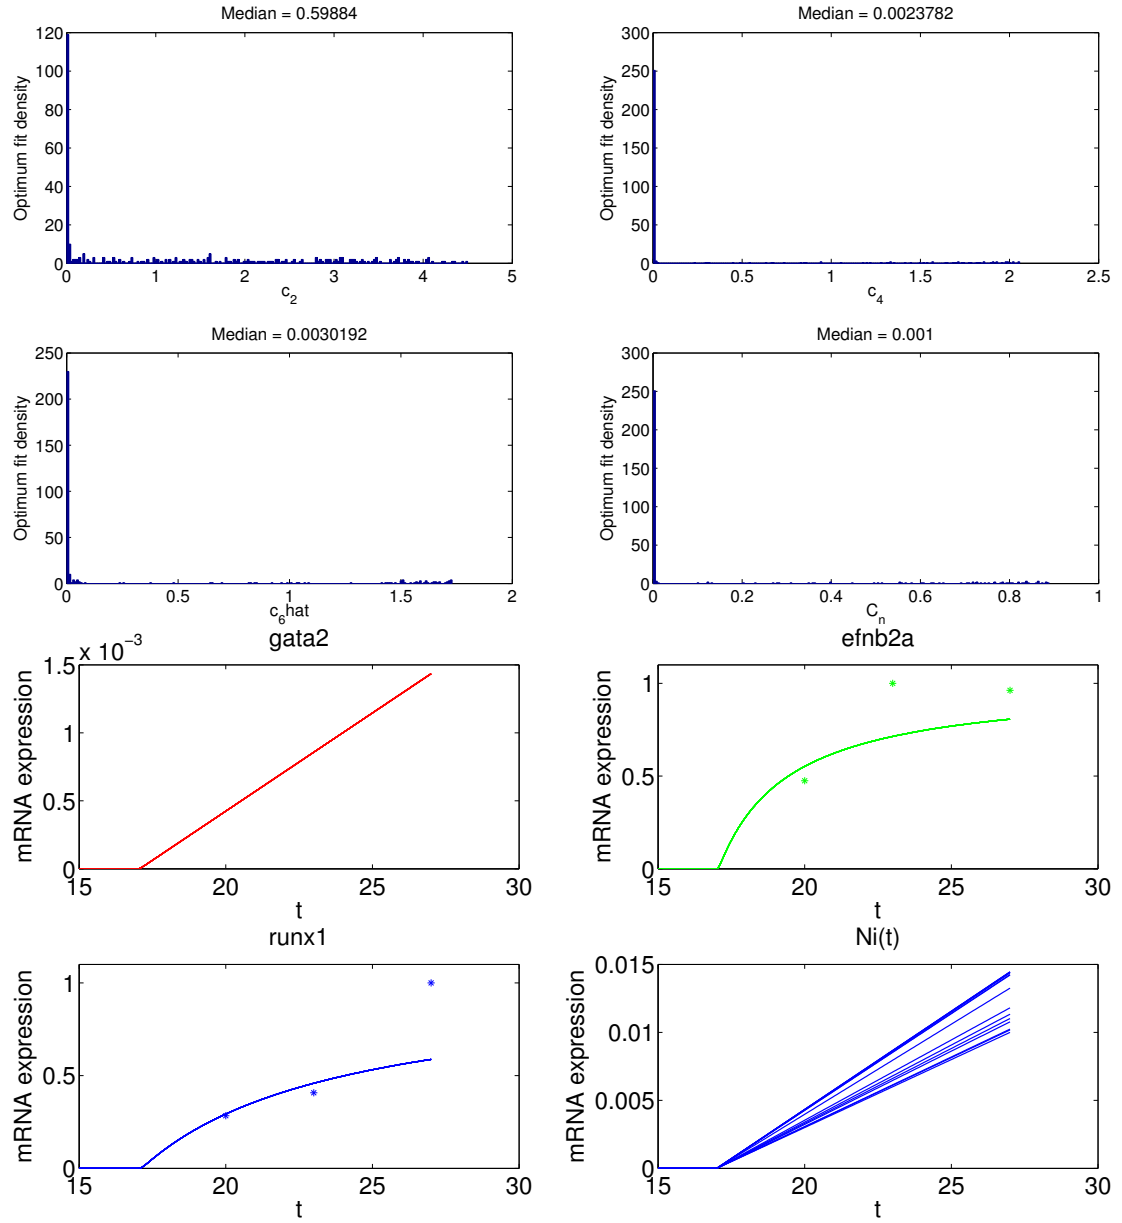 Median = 0.59884
120
100
80
60
40
20
0
Optimum fit density
0 1 2 3 4 5
c2
Median = 0.0023782
300
250
200
150
100
50
0
Optimum fit density
0 0.5 1 1.5 2 2.5
c4
Median = 0.0030192
250
200
150
100
50
0
Optimum fit density
0 0.5 1 1.5 2
c6hat
Median = 0.001
300
250
200
150
100
50
0
Optimum fit density
0 0.2 0.4 0.6 0.8 1
Cn
gata2
x 10−3
1.5
1
0.5
0
mRNA expression
15 20 25 30
t
efnb2a
1
0.5
0
mRNA expression
15 20 25 30
t
runx1
1
0.5
0
mRNA expression
15 20 25 30
t
Ni(t)
0.015
0.01
0.005
0
mRNA expression
15 20 25 30
t